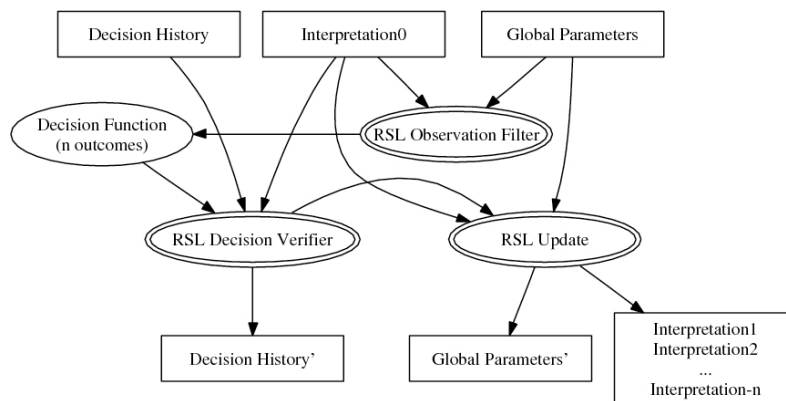 Decision History
Interpretation0
Global Parameters
Decision Function
(n outcomes)
RSL Observation Filter
RSL Decision Verifier
RSL Update
Decision History’
Global Parameters’
Interpretation1
Interpretation2
...
Interpretation-n